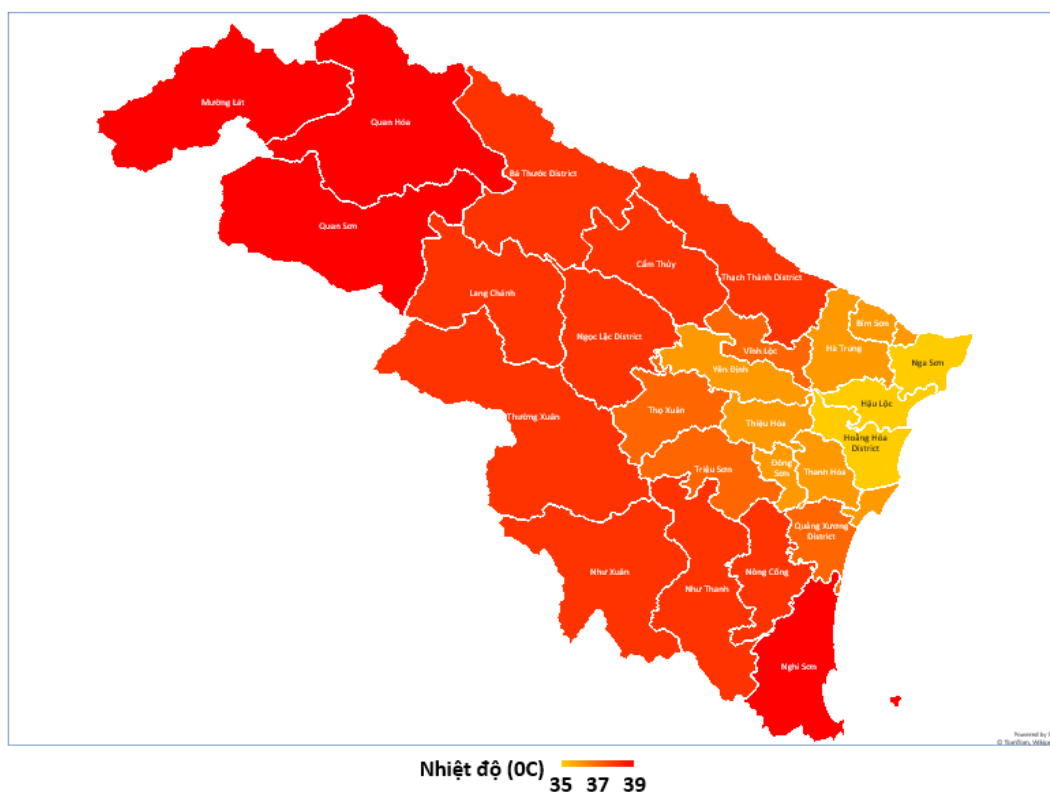 Mường Lát
Quan Hóa
Bá Thước District
Quan Sơn
Cẩm Thủy
Thạch Thành District
Lang Chánh
Bỉm Sơn
Ngọc Lặc District
Vĩnh Lộc
Hà Trung
Nga Sơn
Yên Định
Hậu Lộc
Thọ Xuân
Thường Xuân
Thiệu Hóa
Hoằng Hóa
District
Triệu Sơn
Đông
Sơn
Thanh Hóa
Quảng Xương
District
Như Xuân
Nông Cống
Như Thanh
Nghi Sơn
Powered by
© TomTom,
Nhiệt độ (0C)
35 37 39